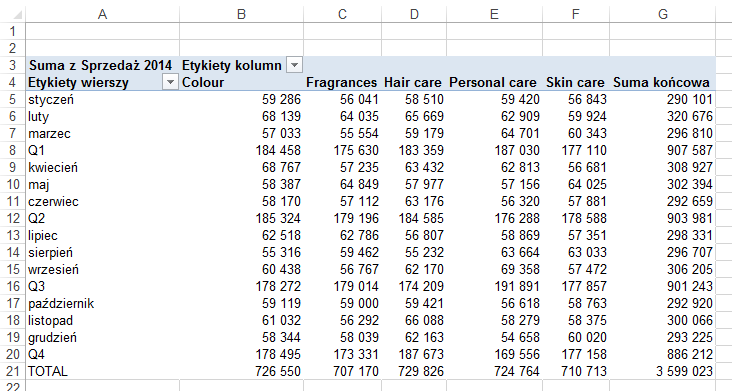 A B C D E F G
1
2
3 Suma z Sprzedaż 2014 Etykiety kolumn
4 Etykiety wierszy Colour Fragrances Hair care Personal care Skin care Suma końcowa
5 styczeń 59 286 56 041 58 510 59 420 56 843 290 101
6 luty 68 139 64 035 65 669 62 909 59 924 320 676
7 marzec 57 033 55 554 59 179 64 701 60 343 296 810
8 Q1 184 458 175 630 183 359 187 030 177 110 907 587
9 kwiecień 68 767 57 235 63 432 62 813 56 681 308 927
10 maj 58 387 64 849 57 977 57 156 64 025 302 394
11 czerwiec 58 170 57 112 63 176 56 320 57 881 292 659
12 Q2 185 324 179 196 184 585 176 288 178 588 903 981
13 lipiec 62 518 62 786 56 807 58 869 57 351 298 331
14 sierpień 55 316 59 462 55 232 63 664 63 033 296 707
15 wrzesień 60 438 56 767 62 170 69 358 57 472 306 205
16 Q3 178 272 179 014 174 209 191 891 177 857 901 243
17 październik 59 119 59 000 59 421 56 618 58 763 292 920
18 listopad 61 032 56 292 66 088 58 279 58 375 300 066
19 grudzień 58 344 58 039 62 163 54 658 60 020 293 225
20 Q4 178 495 173 331 187 673 169 556 177 158 886 212
21 TOTAL 726 550 707 170 729 826 724 764 710 713 3 599 023
22